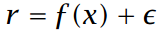 r = f(x) + ϵ